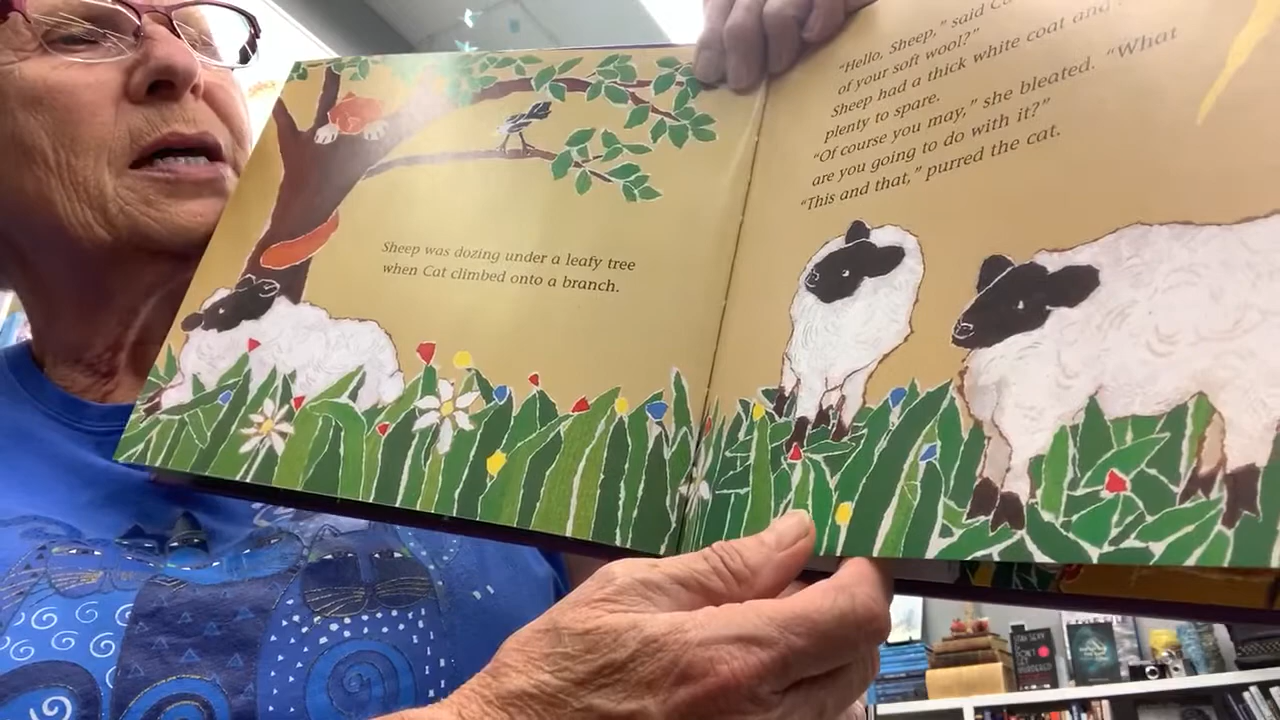 Sheep was dozing under a leafy tree
when Cat climbed onto a branch.
"Hello, Sheep," said
of your soft wool?"
Sheep had a thick white coat and
plenty to spare.
"Of course you may," she bleated. "What
are you going to do with it?"
"This and that," purred the cat.